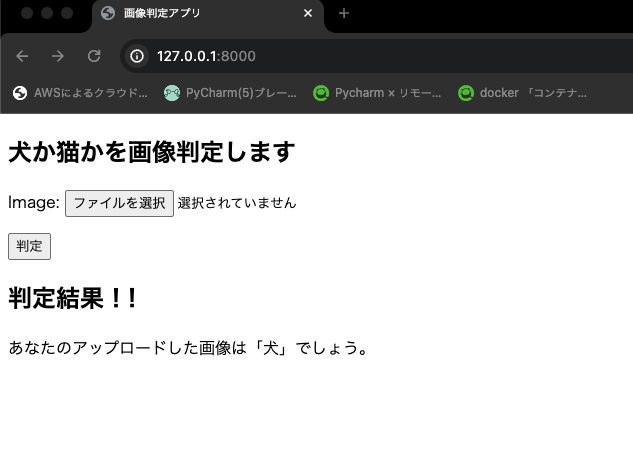 画像判定アプリ
127.0.0.1:8000
AWSによるクラウド...
PyCharm(5)プレー...
Pycharm × リモー...
docker 「コンテナ...
犬か猫かを画像判定します
Image: ファイルを選択 選択されていません
判定
判定結果！!
あなたのアップロードした画像は「犬」でしょう。